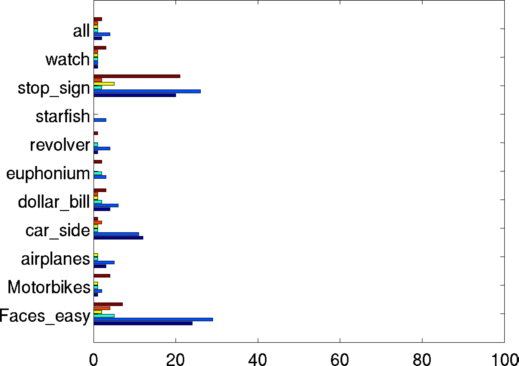 all
watch
stop_sign
starfish
revolver
euphonium
dollar_bill
car_side
airplanes
Motorbikes
Faces_easy
0 20 40 60 80 100